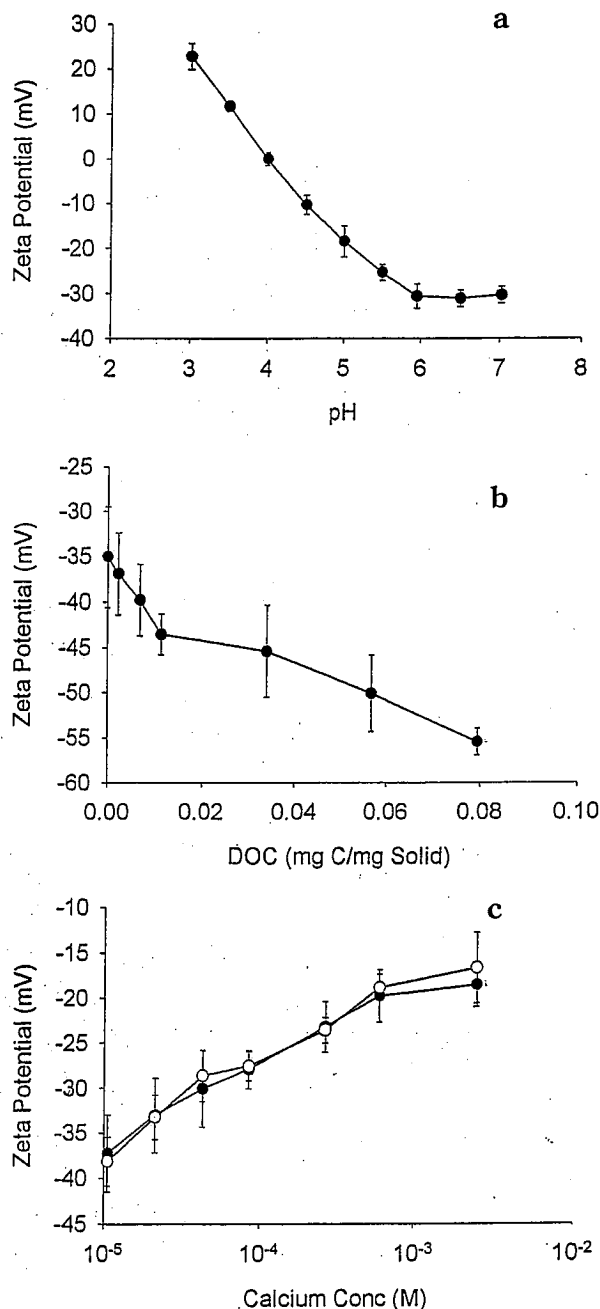 a
30
20
10
0
-10
-20
-30
-40
Zeta Potential (mV)
2 3 4 5 6 7 8
pH
b
-25
-30
-35
-40
-45
-50
-55
-60
Zeta Potential (mV)
0.00 0.02 0.04 0.06 0.08 0.10
DOC (mg C/mg Solid)
c
-10
-15
-20
-25
-30
-35
-40
-45
Zeta Potential (mV)
10⁻⁵ 10⁻⁴ 10⁻³ 10⁻²
Calcium Conc (M)